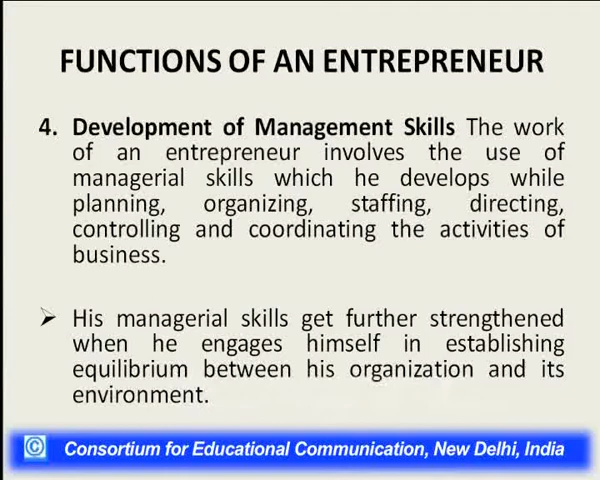 FUNCTIONS OF AN ENTREPRENEUR
4. Development of Management Skills The work
of an entrepreneur involves the use of
managerial skills which he develops while
planning, organizing, staffing, directing,
controlling and coordinating the activities of
business.
➢ His managerial skills get further strengthened
when he engages himself in establishing
equilibrium between his organization and its
environment.
© Consortium for Educational Communication, New Delhi, India